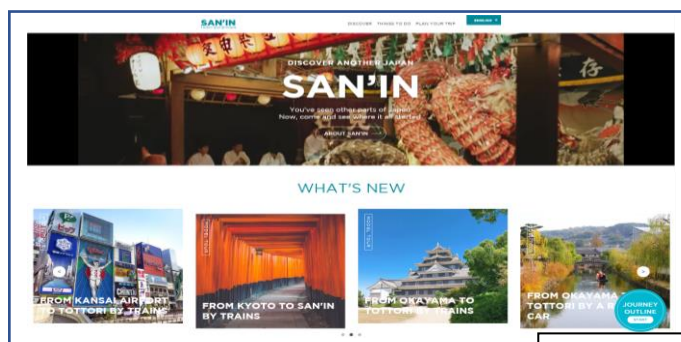 SAN'IN
DISCOVER THINGS TO DO PLAN YOUR TRIP
ENGLISH
DISCOVER ANOTHER JAPAN
SAN'IN
You've seen other parts of Japan
Now, come and see where it all started
ABOUT SAN'IN
存
WHAT'S NEW
MODEL TOUR
FROM KANSAI AIRPORT
TO TOTTORI BY TRAINS
FROM KYOTO TO SAN'IN
BY TRAINS
FROM OKAYAMA TO
TOTTORI BY TRAINS
FROM OKAYAMA
TOTTORI BY A
CAR
JOURNEY
OUTLINE